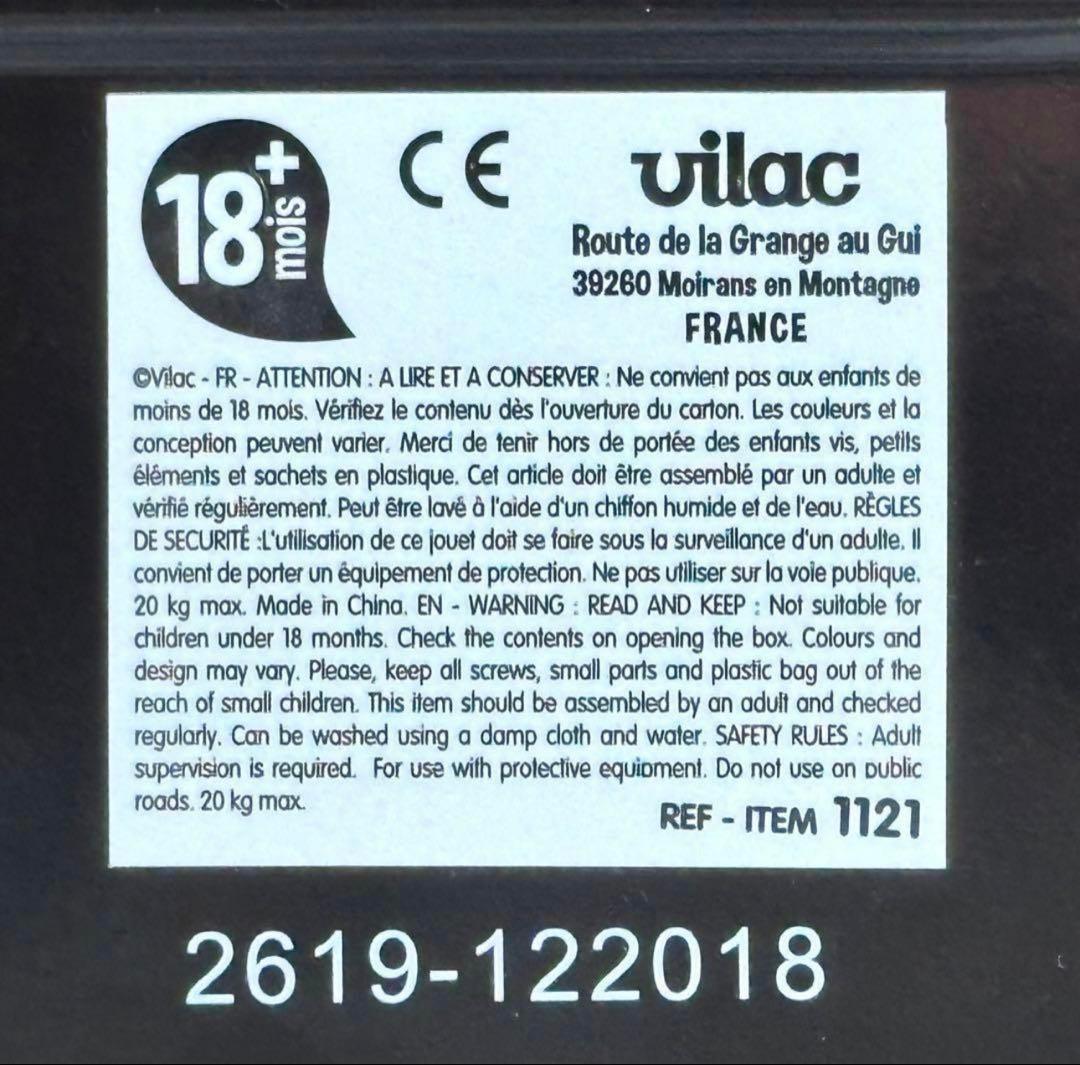 18+ mois
CE
vilac
Route de la Grange au Gui
39260 Moirans en Montagne
FRANCE
©Vilac - FR - ATTENTION : A LIRE ET A CONSERVER : Ne convient pas aux enfants de
moins de 18 mois. Vérifiez le contenu dès l'ouverture du carton. Les couleurs et la
conception peuvent varier. Merci de tenir hors de portée des enfants vis, petits
éléments et sachets en plastique. Cet article doit être assemblé par un adulte et
vérifié régulièrement. Peut être lavé à l'aide d'un chiffon humide et de l'eau. RÈGLES
DE SECURITÉ :L'utilisation de ce jouet doit se faire sous la surveillance d'un adulte. Il
convient de porter un équipement de protection. Ne pas utiliser sur la voie publique.
20 kg max. Made in China. EN - WARNING : READ AND KEEP : Not suitable for
children under 18 months. Check the contents on opening the box. Colours and
design may vary. Please, keep all screws, small parts and plastic bag out of the
reach of small children. This item should be assembled by an adult and checked
regularly. Can be washed using a damp cloth and water. SAFETY RULES : Adult
supervision is required. For use with protective equipment. Do not use on public
roads. 20 kg max.
REF - ITEM 1121
2619-122018